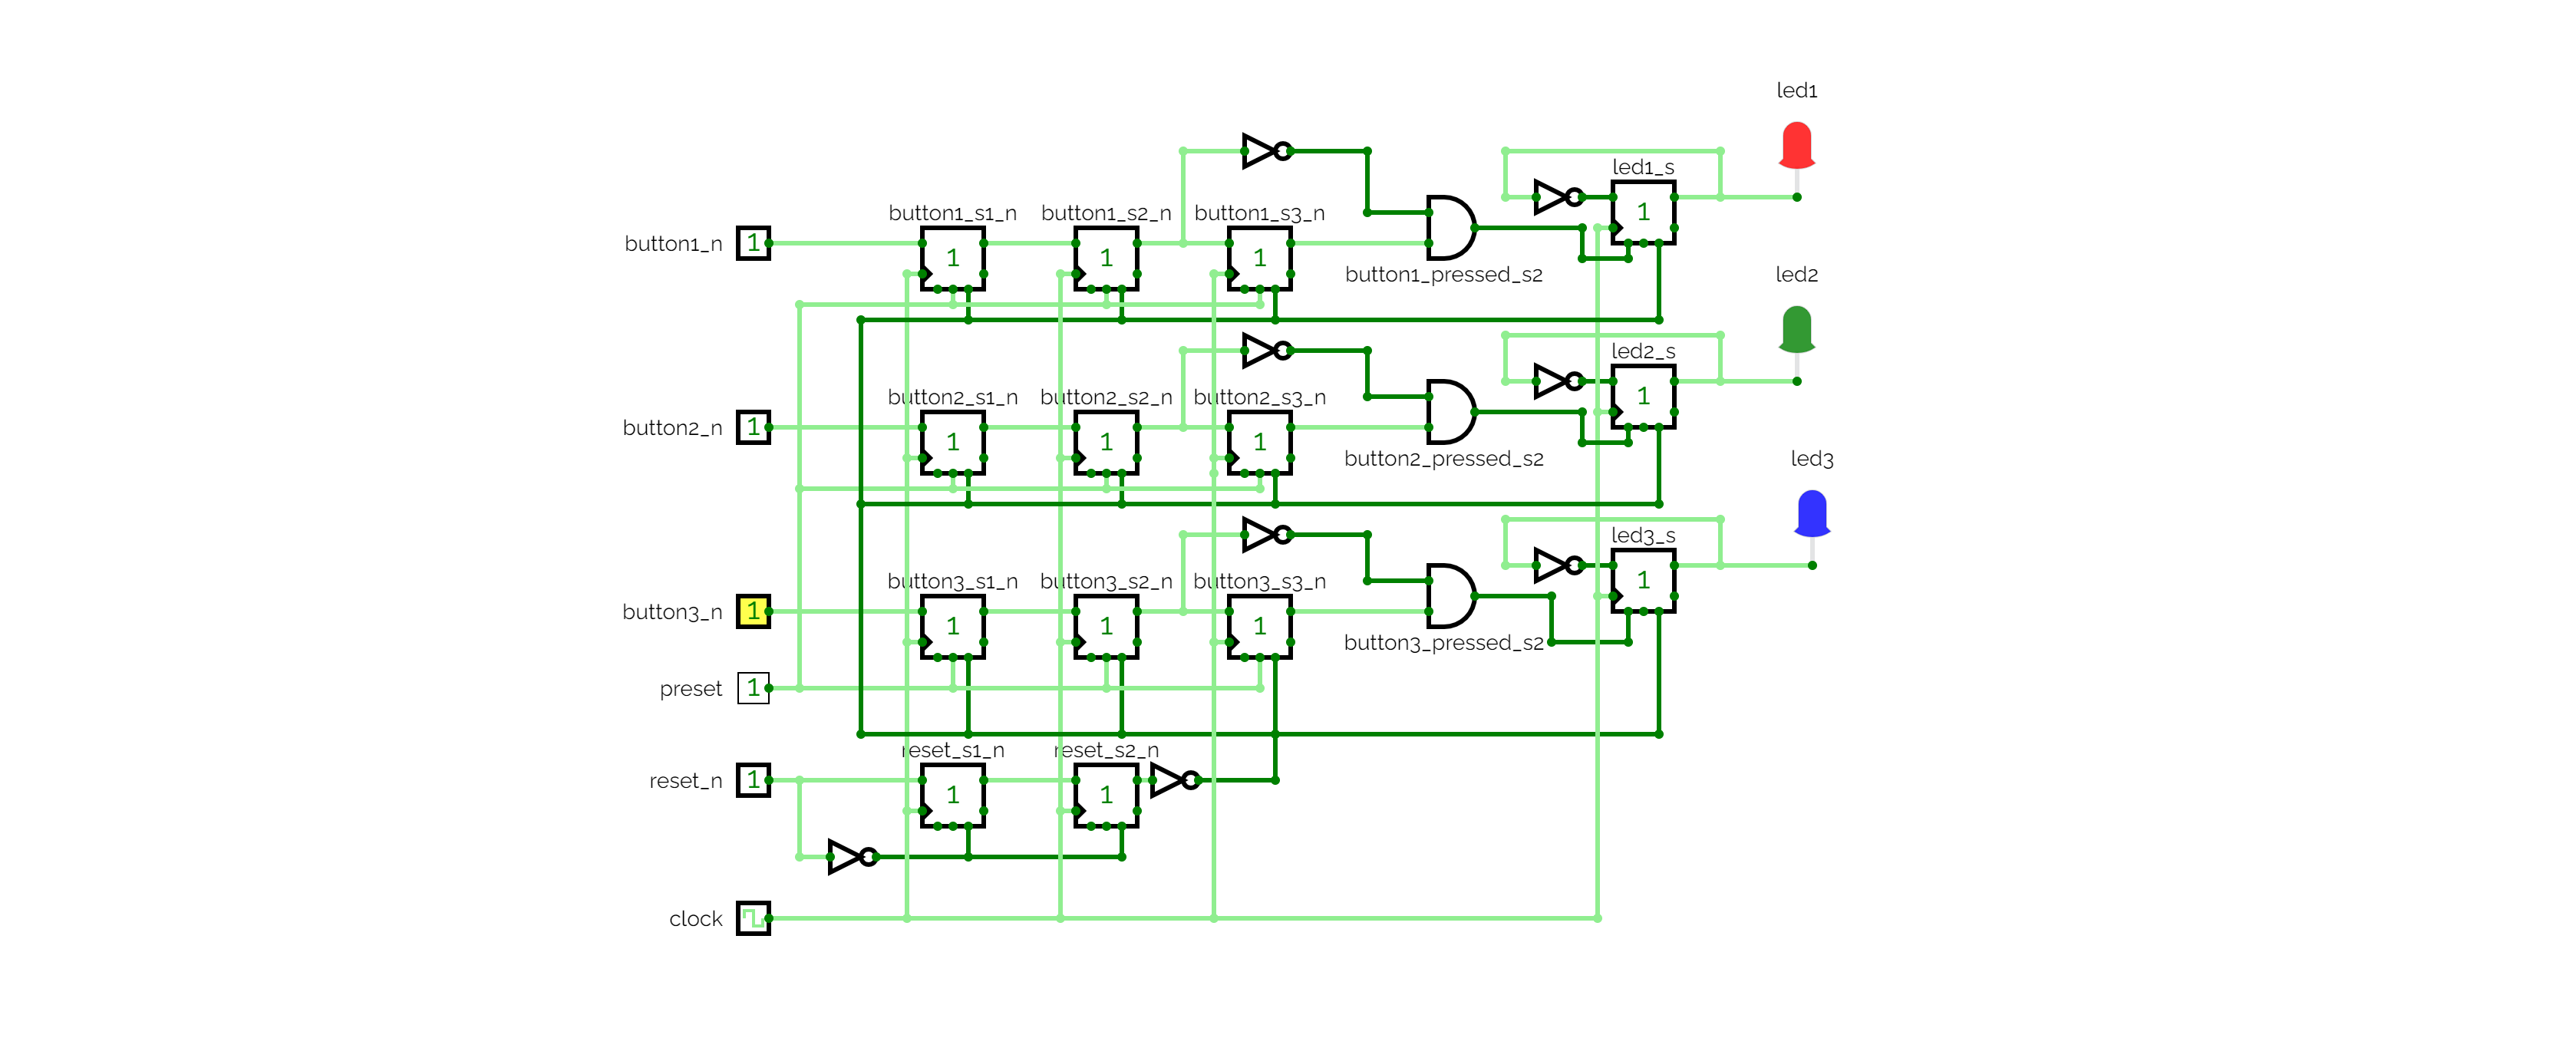 led1
led1_s
button1_s1_n button1_s2_n button1_s3_n
1
button1_n 1
1 1 1
button1_pressed_s2
led2
led2_s
button2_s1_n button2_s2_n button2_s3_n
1
button2_n 1
1 1 1
button2_pressed_s2
led3
led3_s
button3_s1_n button3_s2_n button3_s3_n
1
button3_n 1
1 1 1
button3_pressed_s2
preset 1
reset_s1_n reset_s2_n
reset_n 1
1 1
clock